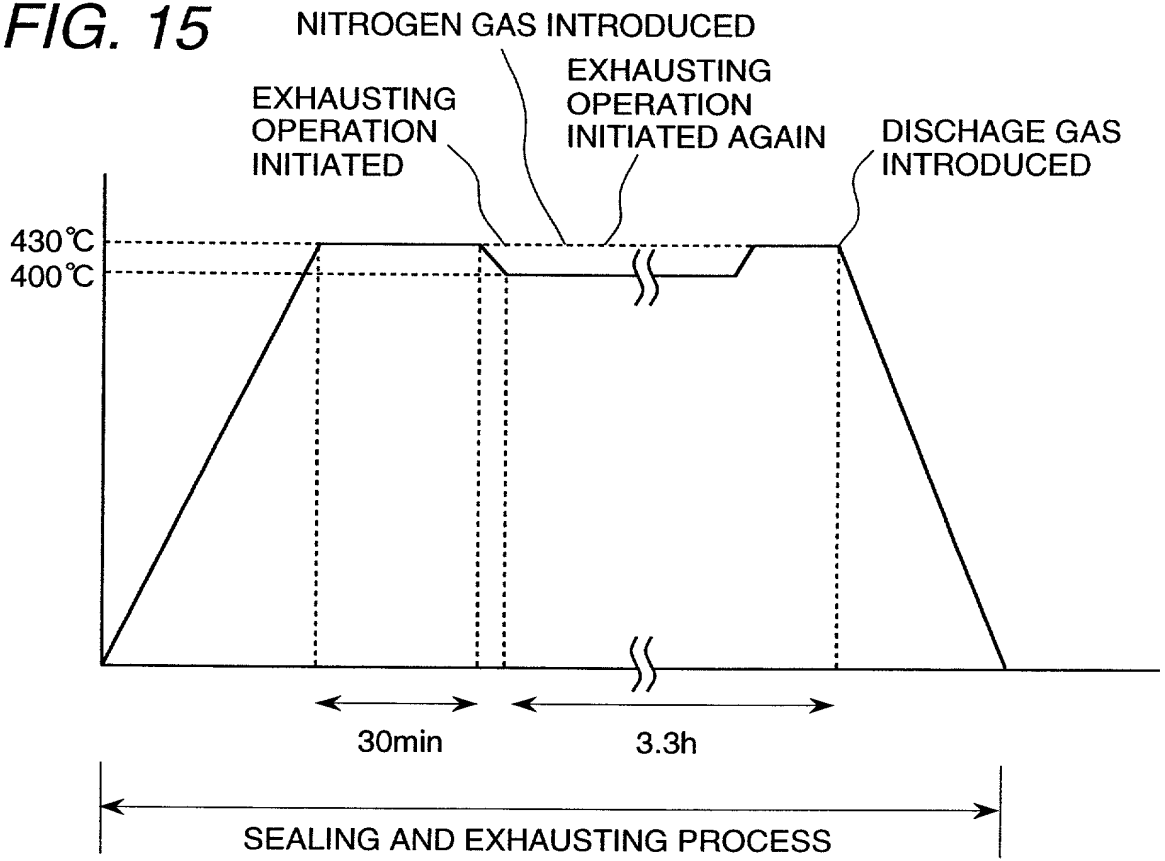 FIG. 15
NITROGEN GAS INTRODUCED
EXHAUSTING
OPERATION
INITIATED
EXHAUSTING
OPERATION
INITIATED AGAIN
DISCHAGE GAS
INTRODUCED
430℃
400℃
30min
3.3h
SEALING AND EXHAUSTING PROCESS